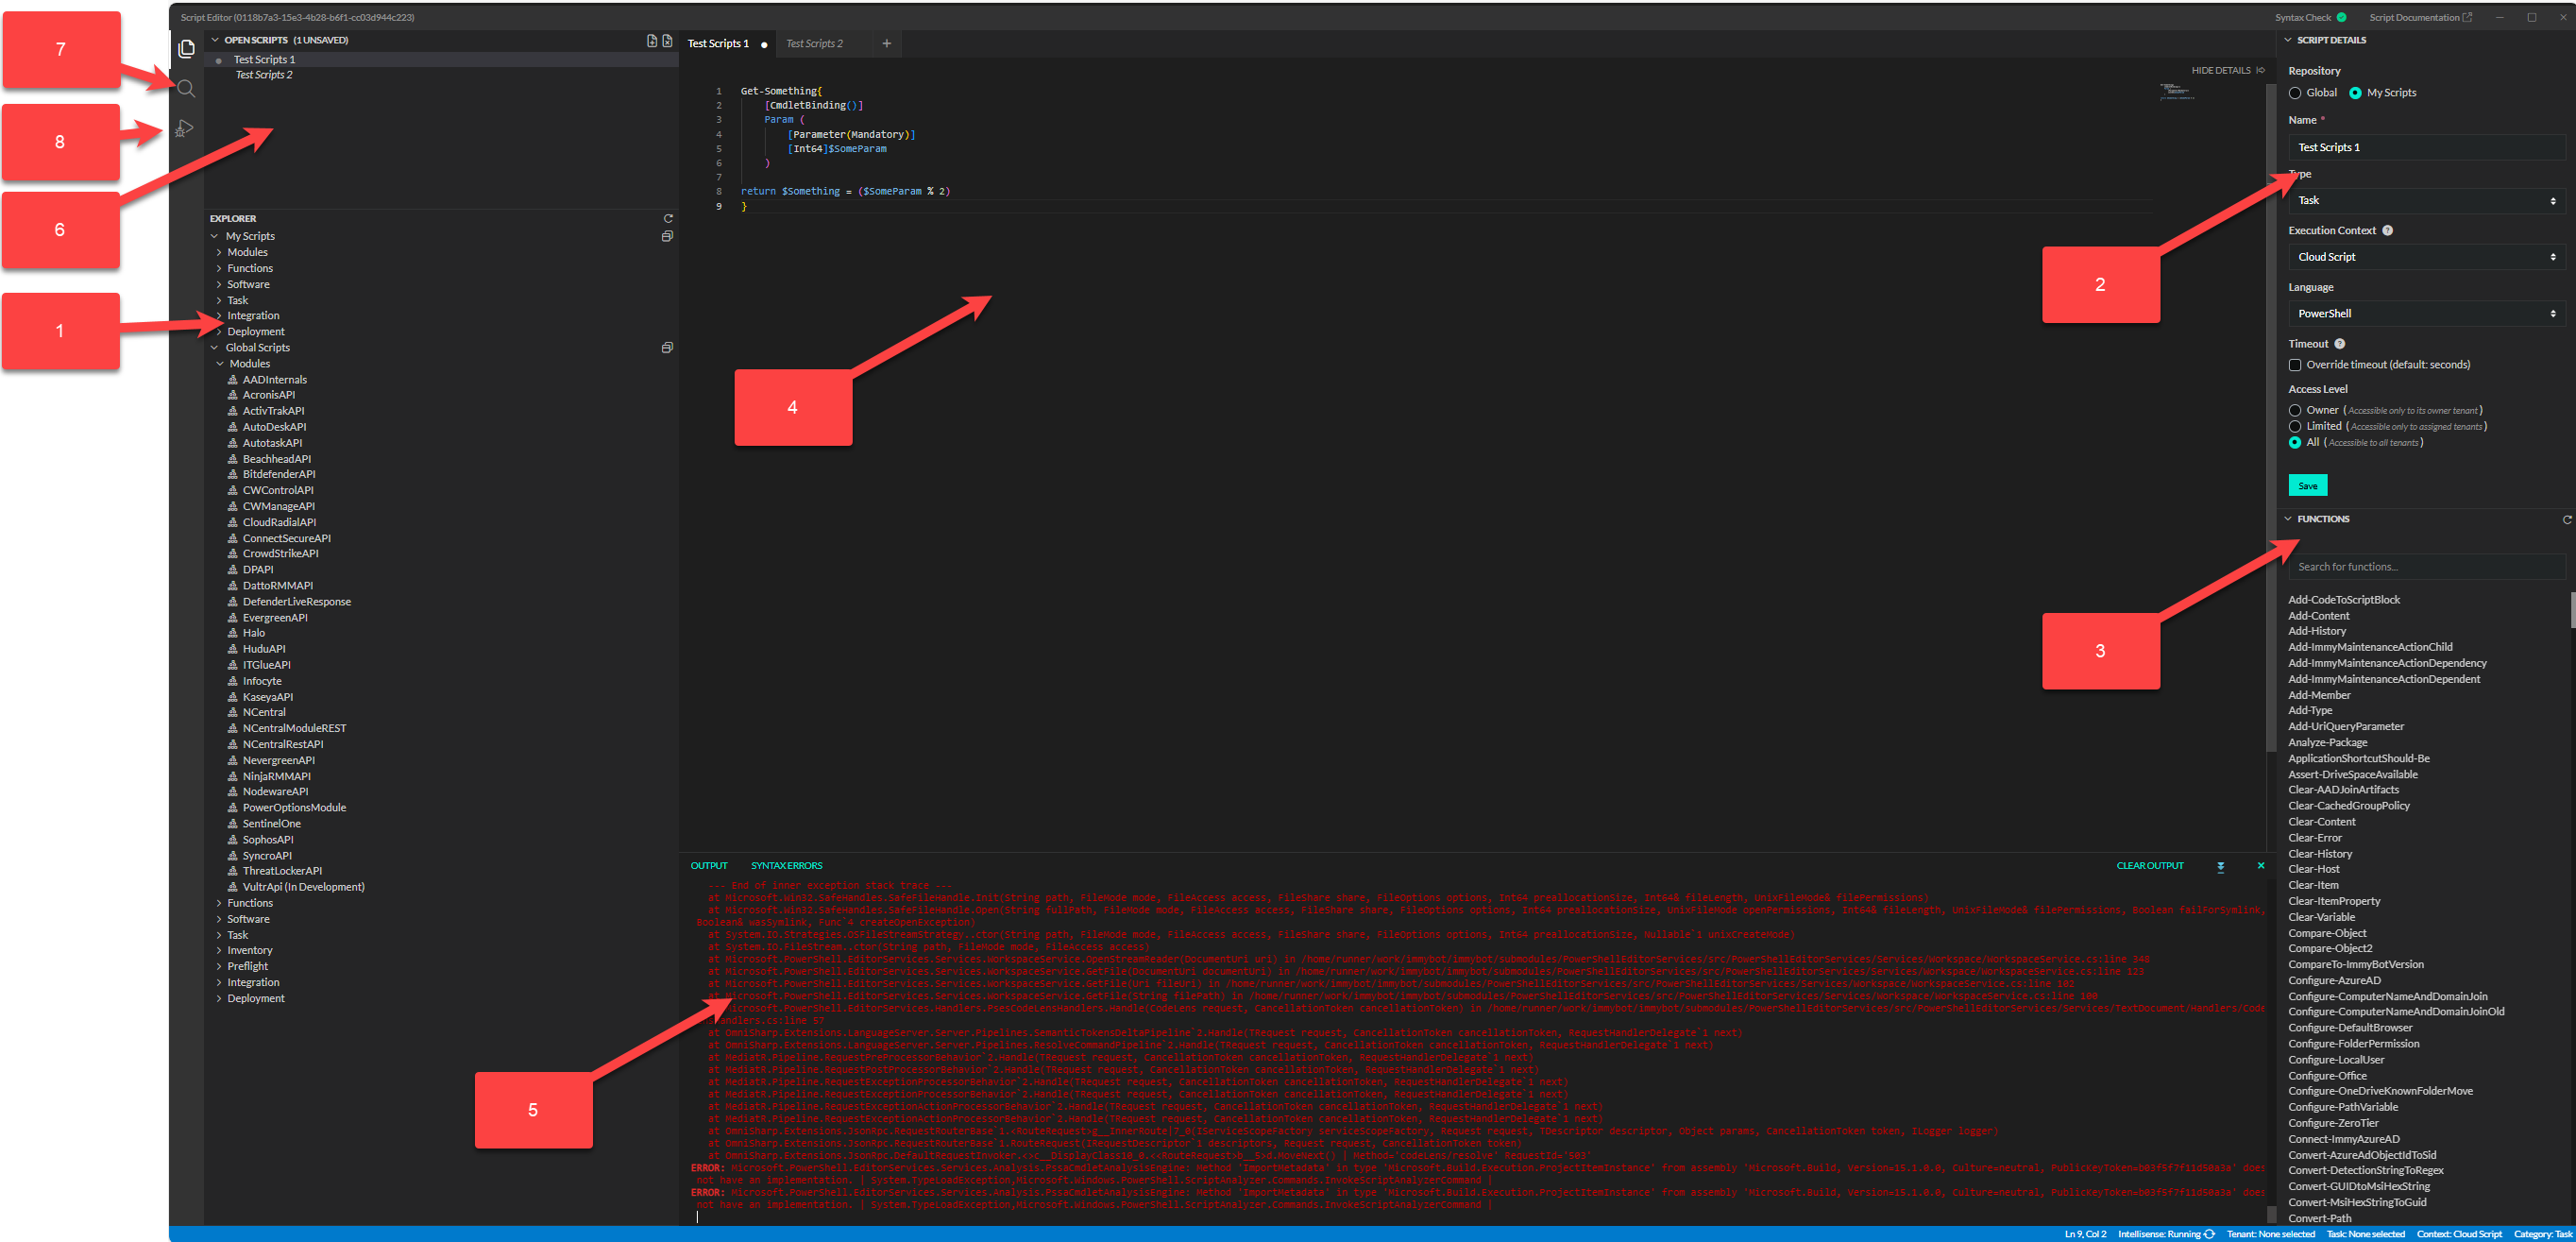 Script Editor (0118b7a3-15e3-4b28-b6f1-cc03d944c223)
Syntax Check
Script Documentation
7
8
6
1
OPEN SCRIPTS (1 UNSAVED)
Test Scripts 1
Test Scripts 2
EXPLORER
My Scripts
Modules
Functions
Software
Task
Integration
Deployment
Global Scripts
Modules
AADInternals
AcronisAPI
ActivTrakAPI
AutoDeskAPI
AutotaskAPI
BeachheadAPI
BitdefenderAPI
CWControlAPI
CWManageAPI
CloudRadialAPI
ConnectSecureAPI
CrowdStrikeAPI
DPAPI
DattoRMMAPI
DefenderLiveResponse
EvergreenAPI
Halo
HuduAPI
ITGlueAPI
Infocyte
KaseyaAPI
NCentral
NCentralModuleREST
NCentralRestAPI
NevergreenAPI
NinjaRMMAPI
NodewareAPI
PowerOptionsModule
SentinelOne
SophosAPI
SyncroAPI
ThreatLockerAPI
VultrApi (In Development)
Functions
Software
Task
Inventory
Preflight
Integration
Deployment
Test Scripts 1
Test Scripts 2
+
HIDE DETAILS
1 Get-Something{
2 [CmdletBinding()]
3 Param (
4 [Parameter(Mandatory)]
5 [Int64]$SomeParam
6 )
7
8 return $Something = ($SomeParam % 2)
9 }
4
2
3
5
OUTPUT SYNTAX ERRORS CLEAR OUTPUT
--- End of inner exception stack trace ---
at Microsoft.Win32.SafeHandles.SafeFileHandle.Init(String path, FileMode mode, FileAccess access, FileShare share, FileOptions options, Int64 preallocationSize, Int64& fileLength, UnixFileMode& filePermissions)
at Microsoft.Win32.SafeHandles.SafeFileHandle.Open(String fullPath, FileMode mode, FileAccess access, FileShare share, FileOptions options, Int64 preallocationSize, UnixFileMode openPermissions, Int64& fileLength, UnixFileMode& filePermissions, Boolean failForSymlink,
Boolean& wasSymlink, Func`4 createOpenException)
at System.IO.Strategies.OSFileStreamStrategy..ctor(String path, FileMode mode, FileAccess access, FileShare share, FileOptions options, Int64 preallocationSize, Nullable`1 unixCreateMode)
at System.IO.FileStream..ctor(String path, FileMode mode, FileAccess access)
at Microsoft.PowerShell.EditorServices.Services.WorkspaceService.OpenStreamReader(DocumentUri uri) in /home/runner/work/immybot/immybot/submodules/PowerShellEditorServices/src/PowerShellEditorServices/Services/Workspace/WorkspaceService.cs:line 348
at Microsoft.PowerShell.EditorServices.Services.WorkspaceService.GetFile(DocumentUri documentUri) in /home/runner/work/immybot/immybot/submodules/PowerShellEditorServices/src/PowerShellEditorServices/Services/Workspace/WorkspaceService.cs:line 123
at Microsoft.PowerShell.EditorServices.Services.WorkspaceService.GetFile(Uri fileUri) in /home/runner/work/immybot/immybot/submodules/PowerShellEditorServices/src/PowerShellEditorServices/Services/Workspace/WorkspaceService.cs:line 102
at Microsoft.PowerShell.EditorServices.Services.WorkspaceService.GetFile(String filePath) in /home/runner/work/immybot/immybot/submodules/PowerShellEditorServices/src/PowerShellEditorServices/Services/Workspace/WorkspaceService.cs:line 100
Microsoft.PowerShell.EditorServices.Handlers.PsesCodeLensHandlers.Handle(CodeLens request, CancellationToken cancellationToken) in /home/runner/work/immybot/immybot/submodules/PowerShellEditorServices/src/PowerShellEditorServices/Services/TextDocument/Handlers/Code
Handlers.cs:line 57
at OmniSharp.Extensions.LanguageServer.Server.Pipelines.SemanticTokensDeltaPipeline`2.Handle(TRequest request, CancellationToken cancellationToken, RequestHandlerDelegate`1 next)
at OmniSharp.Extensions.LanguageServer.Server.Pipelines.ResolveCommandPipeline`2.Handle(TRequest request, CancellationToken cancellationToken, RequestHandlerDelegate`1 next)
at MediatR.Pipeline.RequestPreProcessorBehavior`2.Handle(TRequest request, CancellationToken cancellationToken, RequestHandlerDelegate`1 next)
at MediatR.Pipeline.RequestPostProcessorBehavior`2.Handle(TRequest request, CancellationToken cancellationToken, RequestHandlerDelegate`1 next)
at MediatR.Pipeline.RequestExceptionProcessorBehavior`2.Handle(TRequest request, CancellationToken cancellationToken, RequestHandlerDelegate`1 next)
at MediatR.Pipeline.RequestExceptionProcessorBehavior`2.Handle(TRequest request, CancellationToken cancellationToken, RequestHandlerDelegate`1 next)
at MediatR.Pipeline.RequestExceptionActionProcessorBehavior`2.Handle(TRequest request, CancellationToken cancellationToken, RequestHandlerDelegate`1 next)
at MediatR.Pipeline.RequestExceptionActionProcessorBehavior`2.Handle(TRequest request, CancellationToken cancellationToken, RequestHandlerDelegate`1 next)
at OmniSharp.Extensions.JsonRpc.RequestRouterBase`1.<RouteRequest>g__InnerRoute|7_0(IServiceScopeFactory serviceScopeFactory, Request request, TDescriptor descriptor, Object params, CancellationToken token, ILogger logger)
at OmniSharp.Extensions.JsonRpc.RequestRouterBase`1.RouteRequest(IRequestDescriptor`1 descriptors, Request request, CancellationToken token)
at OmniSharp.Extensions.JsonRpc.DefaultRequestInvoker.<>c__DisplayClass10_0.<<RouteRequest>b__5>d.MoveNext() | Method='codeLens/resolve' RequestId='503'
ERROR: Microsoft.PowerShell.EditorServices.Services.Analysis.PssaCmdletAnalysisEngine: Method 'ImportMetadata' in type 'Microsoft.Build.Execution.ProjectItemInstance' from assembly 'Microsoft.Build, Version=15.1.0.0, Culture=neutral, PublicKeyToken=b03f5f7f11d50a3a' does
not have an implementation. | System.TypeLoadException,Microsoft.Windows.PowerShell.ScriptAnalyzer.Commands.InvokeScriptAnalyzerCommand |
ERROR: Microsoft.PowerShell.EditorServices.Services.Analysis.PssaCmdletAnalysisEngine: Method 'ImportMetadata' in type 'Microsoft.Build.Execution.ProjectItemInstance' from assembly 'Microsoft.Build, Version=15.1.0.0, Culture=neutral, PublicKeyToken=b03f5f7f11d50a3a' does
not have an implementation. | System.TypeLoadException,Microsoft.Windows.PowerShell.ScriptAnalyzer.Commands.InvokeScriptAnalyzerCommand |
SCRIPT DETAILS
Repository
Global My Scripts
Name *
Test Scripts 1
Type
Task
Execution Context ?
Cloud Script
Language
PowerShell
Timeout ?
Override timeout (default: seconds)
Access Level
Owner (Accessible only to its owner tenant)
Limited (Accessible only to assigned tenants)
All (Accessible to all tenants)
Save
FUNCTIONS
Search for functions...
Add-CodeToScriptBlock
Add-Content
Add-History
Add-ImmyMaintenanceActionChild
Add-ImmyMaintenanceActionDependency
Add-ImmyMaintenanceActionDependent
Add-Member
Add-Type
Add-UriQueryParameter
Analyze-Package
ApplicationShortcutShould-Be
Assert-DriveSpaceAvailable
Clear-AADJoinArtifacts
Clear-CachedGroupPolicy
Clear-Content
Clear-Error
Clear-History
Clear-Host
Clear-Item
Clear-ItemProperty
Clear-Variable
Compare-Object
Compare-Object2
CompareTo-ImmyBotVersion
Configure-AzureAD
Configure-ComputerNameAndDomainJoin
Configure-ComputerNameAndDomainJoinOld
Configure-DefaultBrowser
Configure-FolderPermission
Configure-LocalUser
Configure-Office
Configure-OneDriveKnownFolderMove
Configure-PathVariable
Configure-ZeroTier
Connect-ImmyAzureAD
Convert-AzureAdObjectIdToSid
Convert-DetectionStringToRegex
Convert-GUIDtoMsiHexString
Convert-MsiHexStringToGuid
Convert-Path
Ln 9, Col 2 Intellisense: Running Tenant: None selected Task: None selected Context: Cloud Script Category: Task